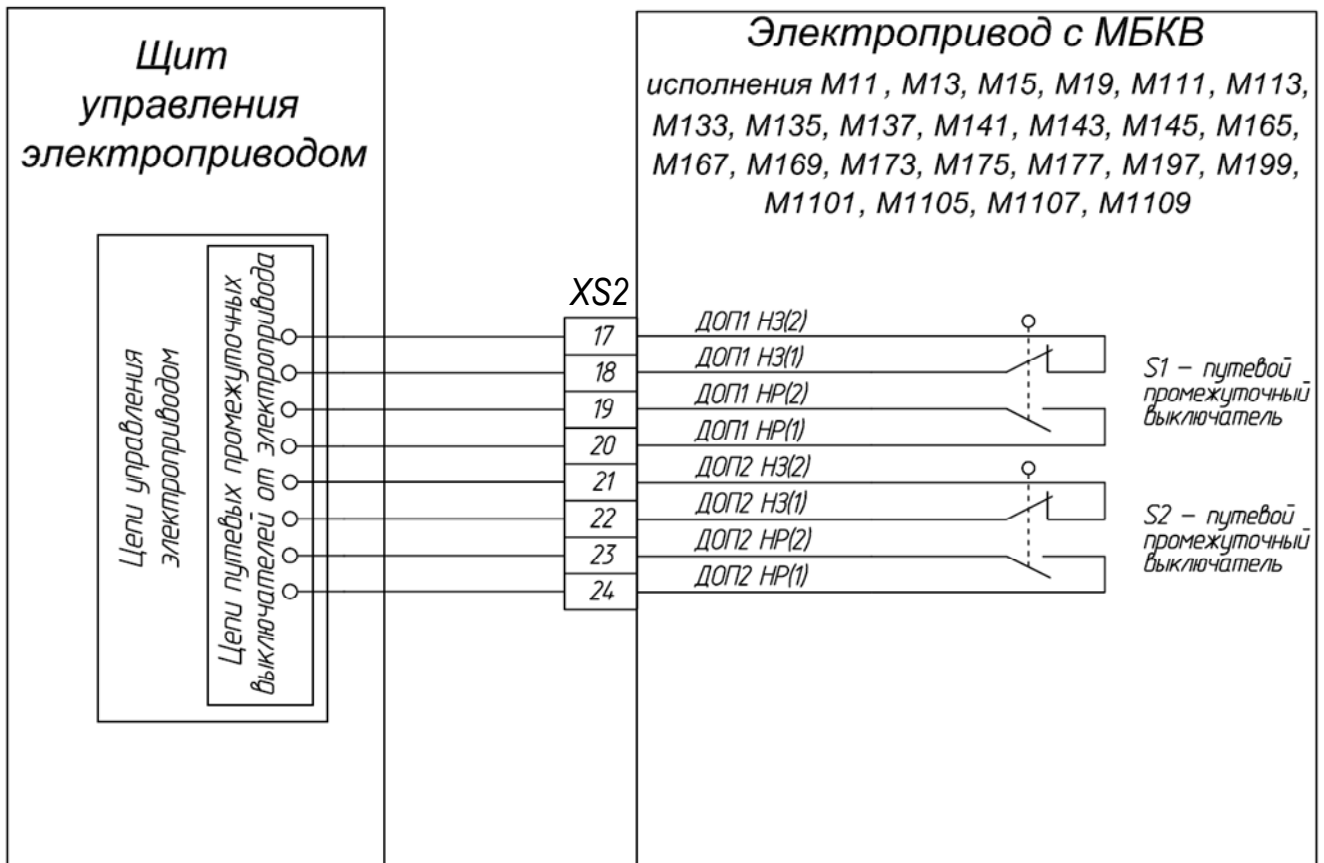 Щит
управления
электроприводом
Цепи управления
электроприводом
Цепи путевых промежуточных
выключателей от электропривода
XS2
17
18
19
20
21
22
23
24
Электропривод с МБКВ
исполнения М11 , М13, М15, М19, М111, М113,
М133, М135, М137, М141, М143, М145, М165,
М167, М169, М173, М175, М177, М197, М199,
М1101, М1105, М1107, М1109
ДОП1 НЗ(2)
ДОП1 НЗ(1)
ДОП1 НР(2)
ДОП1 НР(1)
ДОП2 НЗ(2)
ДОП2 НЗ(1)
ДОП2 НР(2)
ДОП2 НР(1)
S1 – путевой
промежуточный
выключатель
S2 – путевой
промежуточный
выключатель